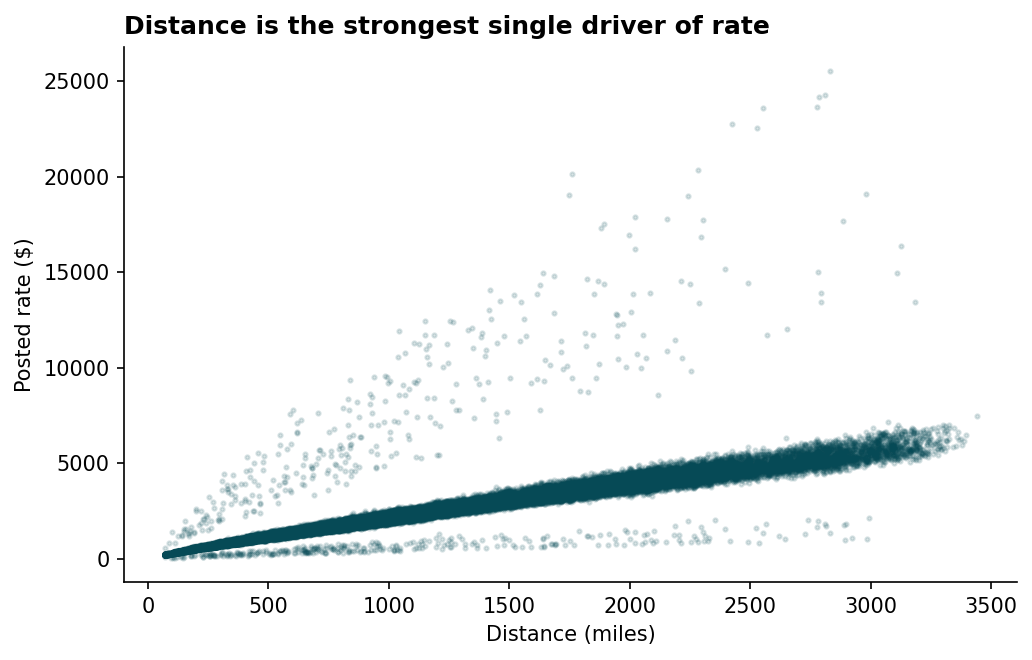 Distance is the strongest single driver of rate
Posted rate ($)
25000
20000
15000
10000
5000
0
0 500 1000 1500 2000 2500 3000 3500
Distance (miles)